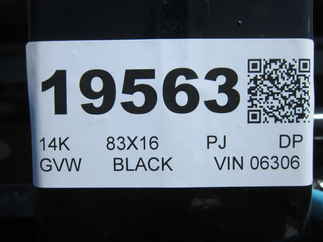 19563
14K 83X16 PJ DP
GVW BLACK VIN 06306